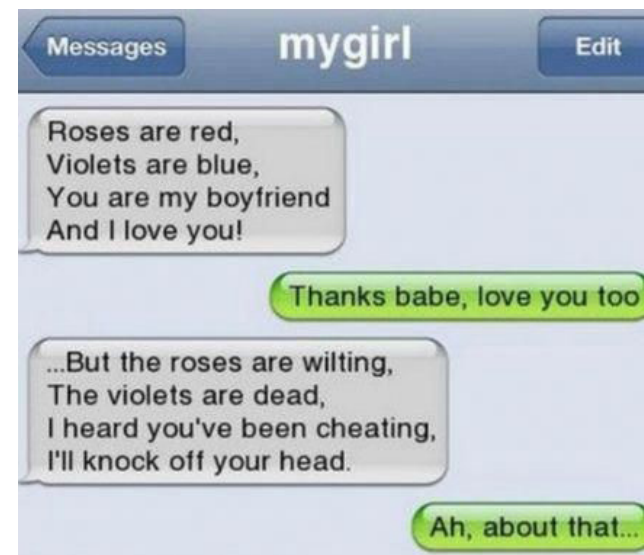 Messages
mygirl
Edit
Roses are red,
Violets are blue,
You are my boyfriend
And I love you!
Thanks babe, love you too
...But the roses are wilting,
The violets are dead,
I heard you've been cheating,
I'll knock off your head.
Ah, about that...